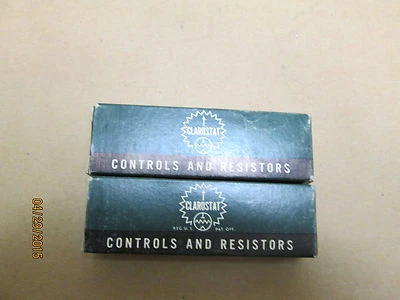 CLAROSTAT
CONTROLS AND RESISTORS
CLAROSTAT
REG. U.S. PAT. OFF.
CONTROLS AND RESISTORS
04/29/2015